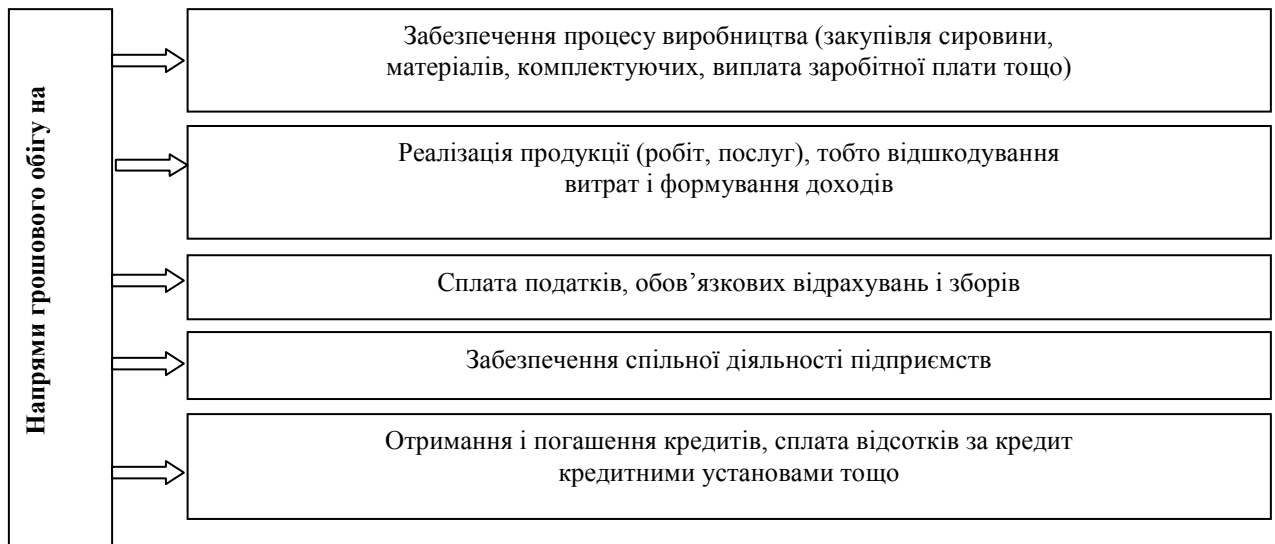 Напрями грошового обігу на
Забезпечення процесу виробництва (закупівля сировини,
матеріалів, комплектуючих, виплата заробітної плати тощо)
Реалізація продукції (робіт, послуг), тобто відшкодування
витрат і формування доходів
Сплата податків, обов’язкових відрахувань і зборів
Забезпечення спільної діяльності підприємств
Отримання і погашення кредитів, сплата відсотків за кредит
кредитними установами тощо